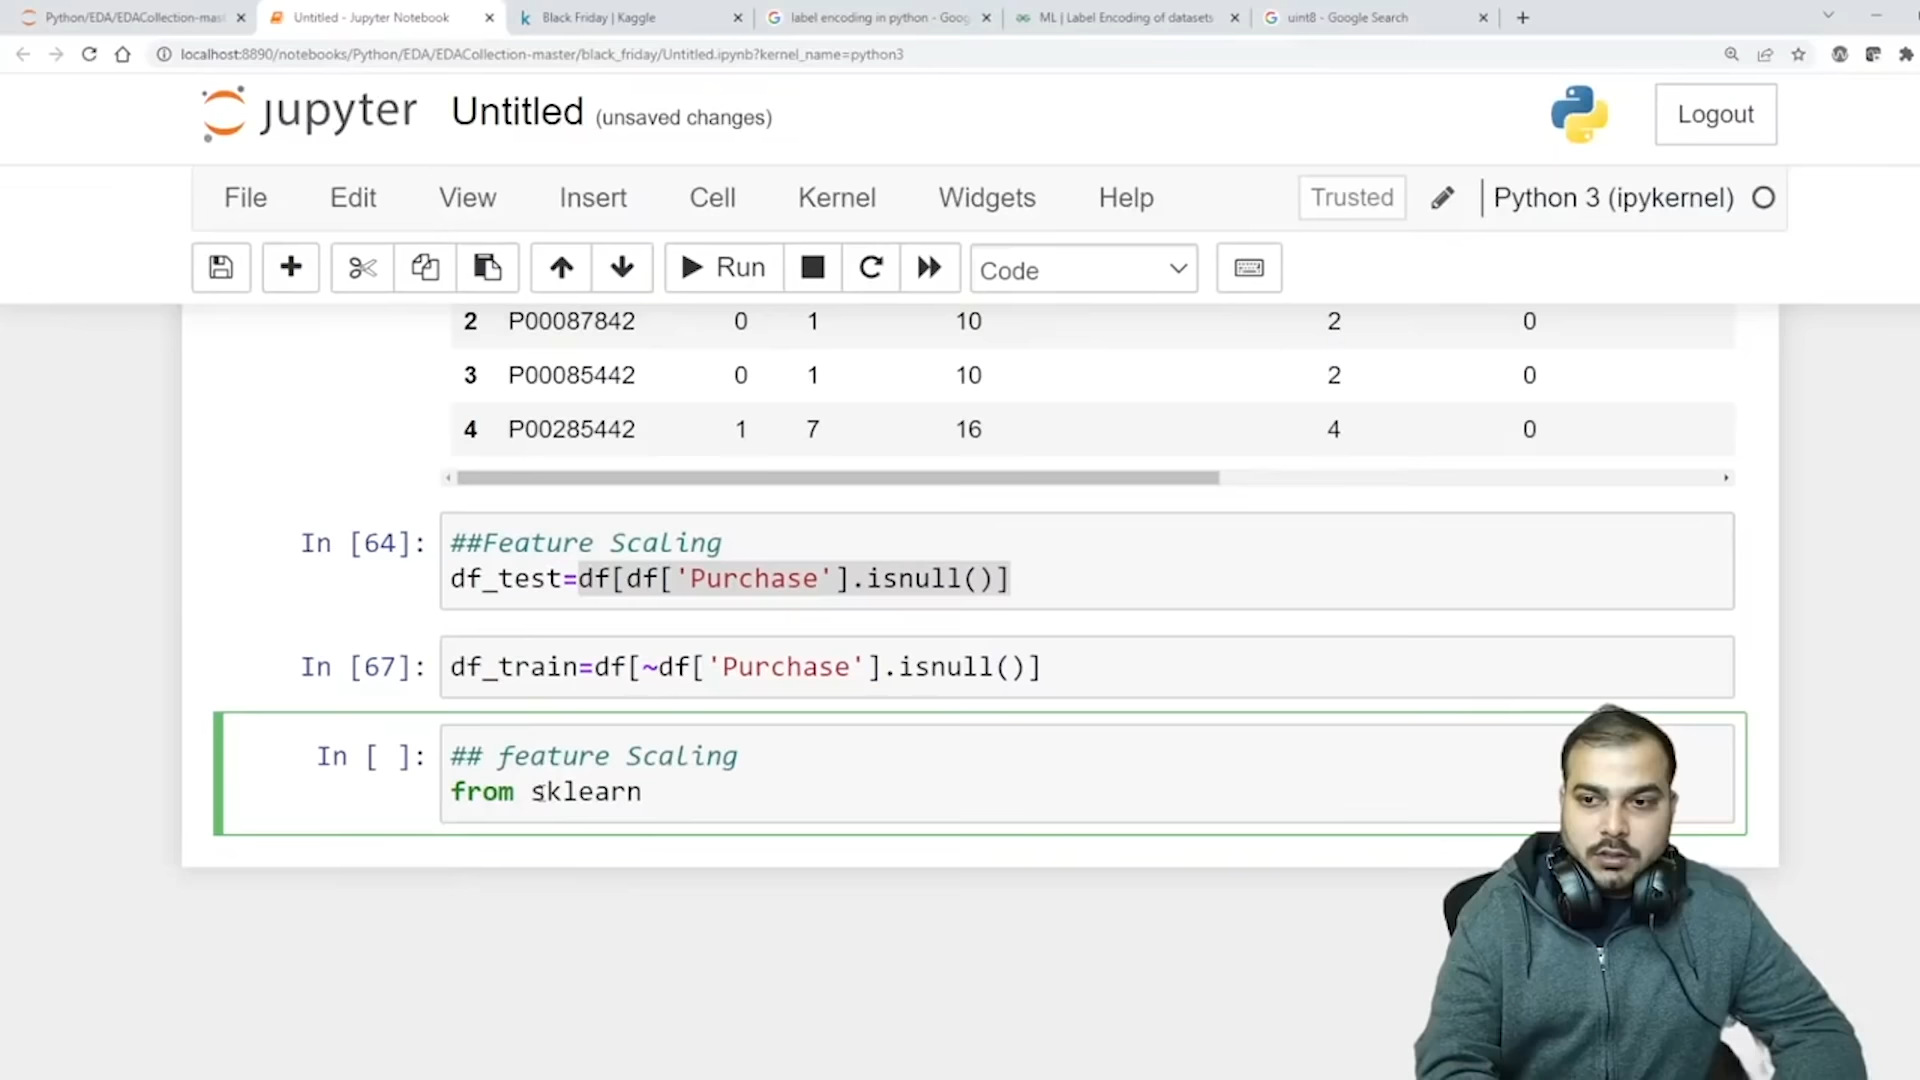 Python/EDA/EDACollection-mast
Untitled - Jupyter Notebook
Black Friday | Kaggle
label encoding in python - Goog
ML | Label Encoding of datasets
uint8 - Google Search
localhost:8890/notebooks/Python/EDA/EDACollection-master/black_friday/Untitled.ipynb?kernel_name=python3
jupyter Untitled (unsaved changes)
Logout
File Edit View Insert Cell Kernel Widgets Help Trusted Python 3 (ipykernel)
Run Code
2 P00087842 0 1 10 2 0
3 P00085442 0 1 10 2 0
4 P00285442 1 7 16 4 0
In [64]: ##Feature Scaling
df_test=df[df['Purchase'].isnull()]
In [67]: df_train=df[~df['Purchase'].isnull()]
In [ ]: ## feature Scaling
from sklearn